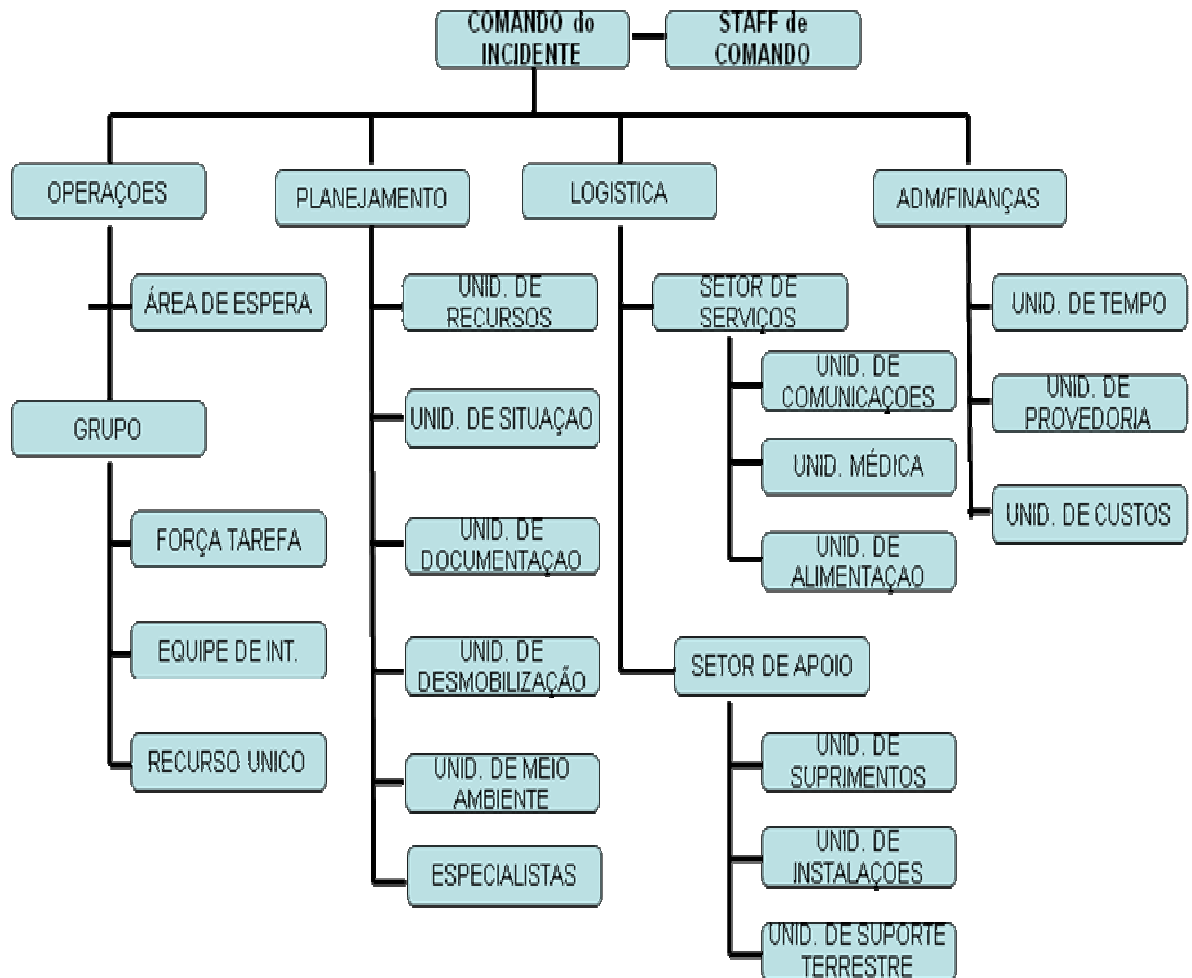 COMANDO do
INCIDENTE
STAFF de
COMANDO
OPERAÇOES
PLANEJAMENTO
LOGISTICA
ADM/FINANÇAS
ÁREA DE ESPERA
GRUPO
FORÇA TAREFA
EQUIPE DE INT.
RECURSO UNICO
UNID. DE
RECURSOS
UNID. DE SITUAÇAO
UNID. DE
DOCUMENTAÇAO
UNID. DE
DESMOBILIZAÇÃO
UNID. DE MEIO
AMBIENTE
ESPECIALISTAS
SETOR DE
SERVIÇOS
UNID. DE
COMUNICAÇOES
UNID. MÉDICA
UNID. DE
ALIMENTAÇAO
SETOR DE APOIO
UNID. DE
SUPRIMENTOS
UNID. DE
INSTALAÇOES
UNID. DE SUPORTE
TERRESTRE
UNID. DE TEMPO
UNID. DE
PROVEDORIA
UNID. DE CUSTOS